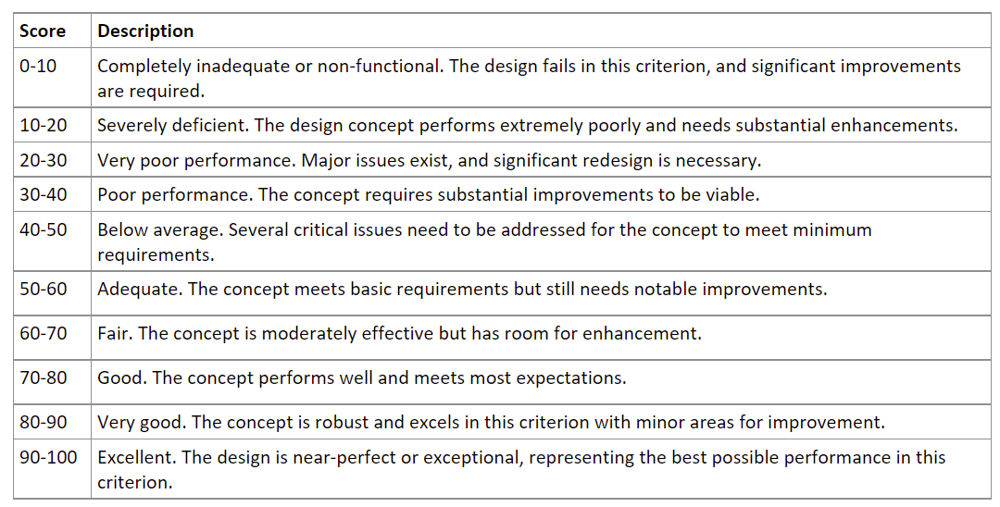 Score Description
0-10 Completely inadequate or non-functional. The design fails in this criterion, and significant improvements
are required.
10-20 Severely deficient. The design concept performs extremely poorly and needs substantial enhancements.
20-30 Very poor performance. Major issues exist, and significant redesign is necessary.
30-40 Poor performance. The concept requires substantial improvements to be viable.
40-50 Below average. Several critical issues need to be addressed for the concept to meet minimum
requirements.
50-60 Adequate. The concept meets basic requirements but still needs notable improvements.
60-70 Fair. The concept is moderately effective but has room for enhancement.
70-80 Good. The concept performs well and meets most expectations.
80-90 Very good. The concept is robust and excels in this criterion with minor areas for improvement.
90-100 Excellent. The design is near-perfect or exceptional, representing the best possible performance in this
criterion.